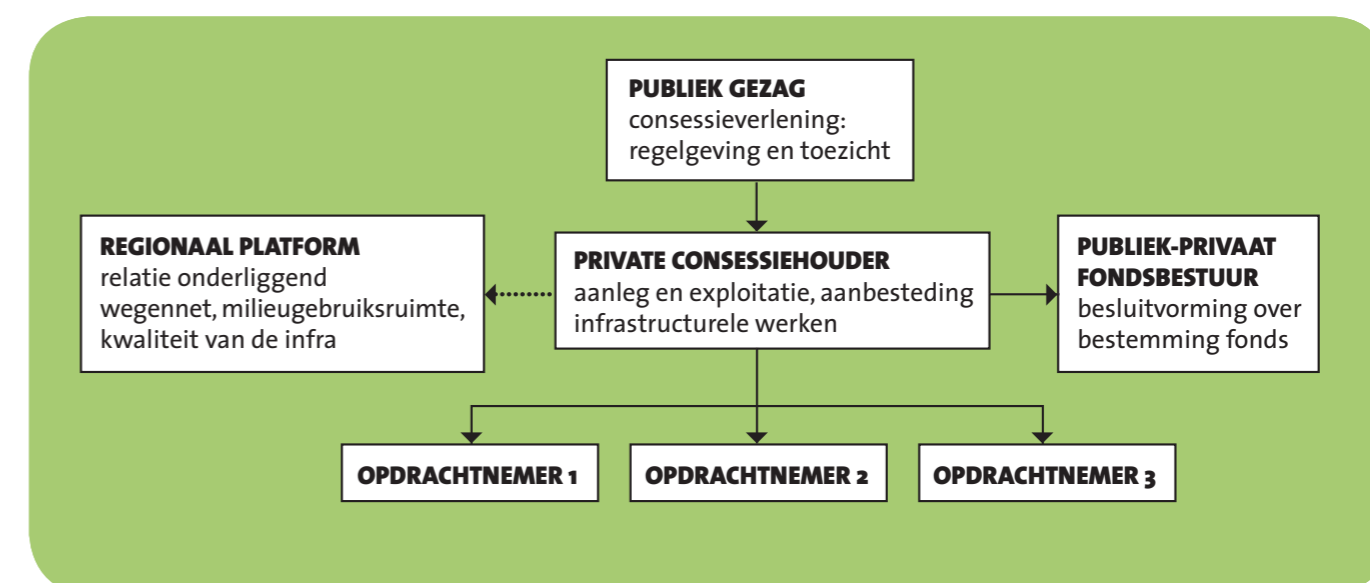 PUBLIEK GEZAG
consessieverlening:
regelgeving en toezicht
REGIONAAL PLATFORM
relatie onderliggend
wegennet, milieugebruiksruimte,
kwaliteit van de infra
PRIVATE CONSESSIEHOUDER
aanleg en exploitatie, aanbesteding
infrastructurele werken
PUBLIEK-PRIVAAT
FONDSBESTUUR
besluitvorming over
bestemming fonds
OPDRACHTNEMER 1
OPDRACHTNEMER 2
OPDRACHTNEMER 3